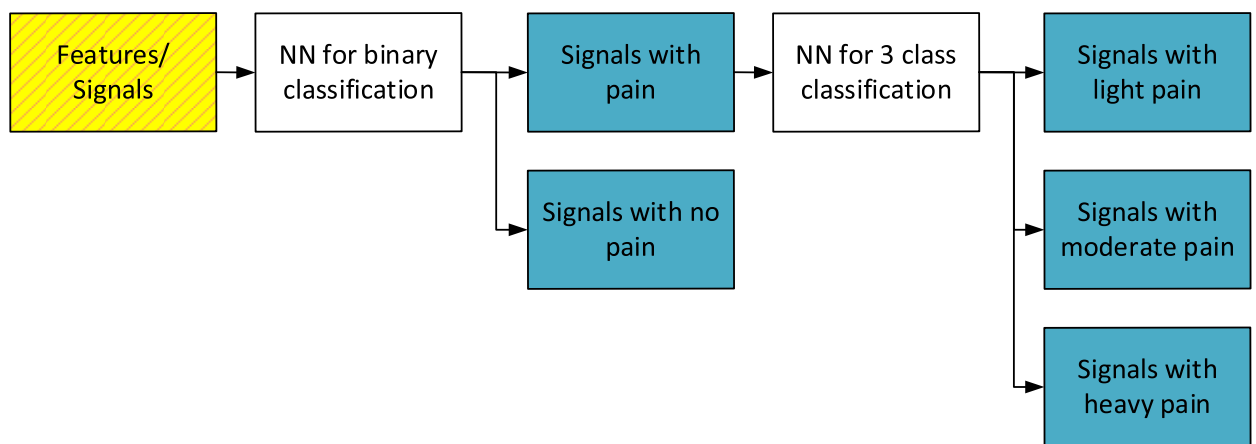 Features/
Signals
NN for binary
classification
Signals with
pain
NN for 3 class
classification
Signals with
light pain
Signals with no
pain
Signals with
moderate pain
Signals with
heavy pain